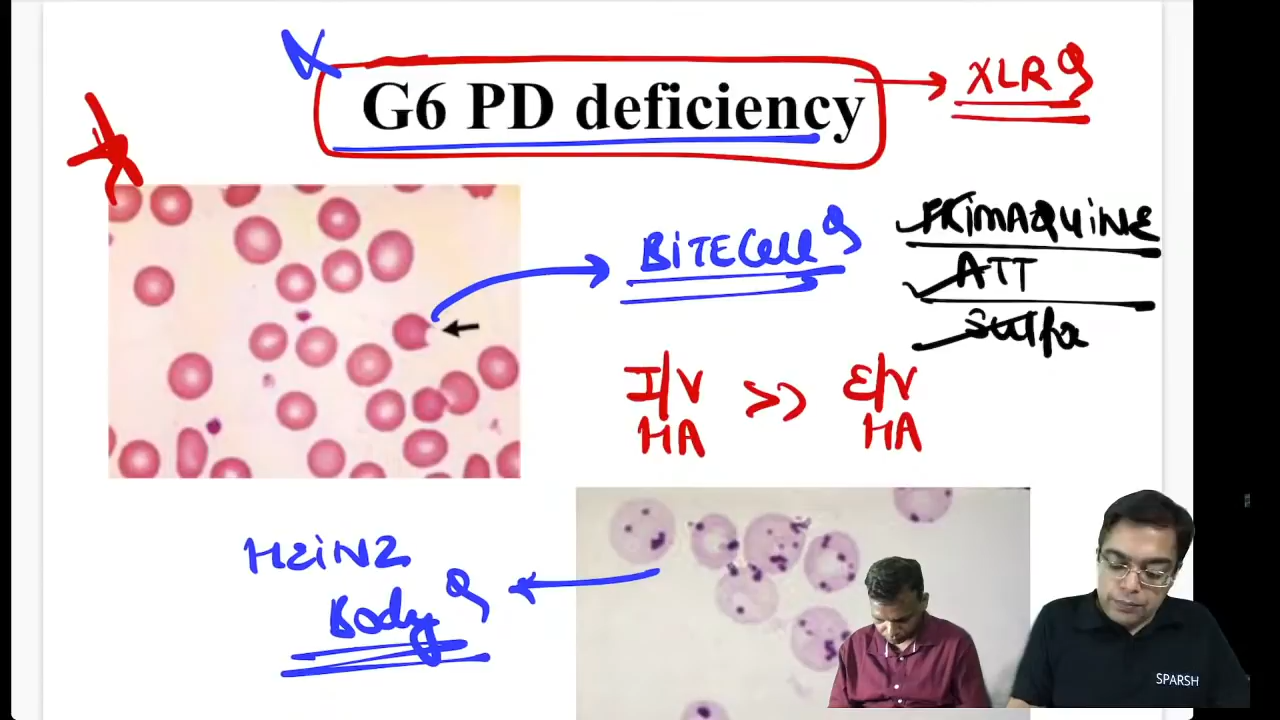 G6 PD deficiency
XLR
BiTE Cell
PRiMAQUiNE
ATT
Sulfa
I/V >> E/V
HA HA
HEiNZ
Body
SPARSH